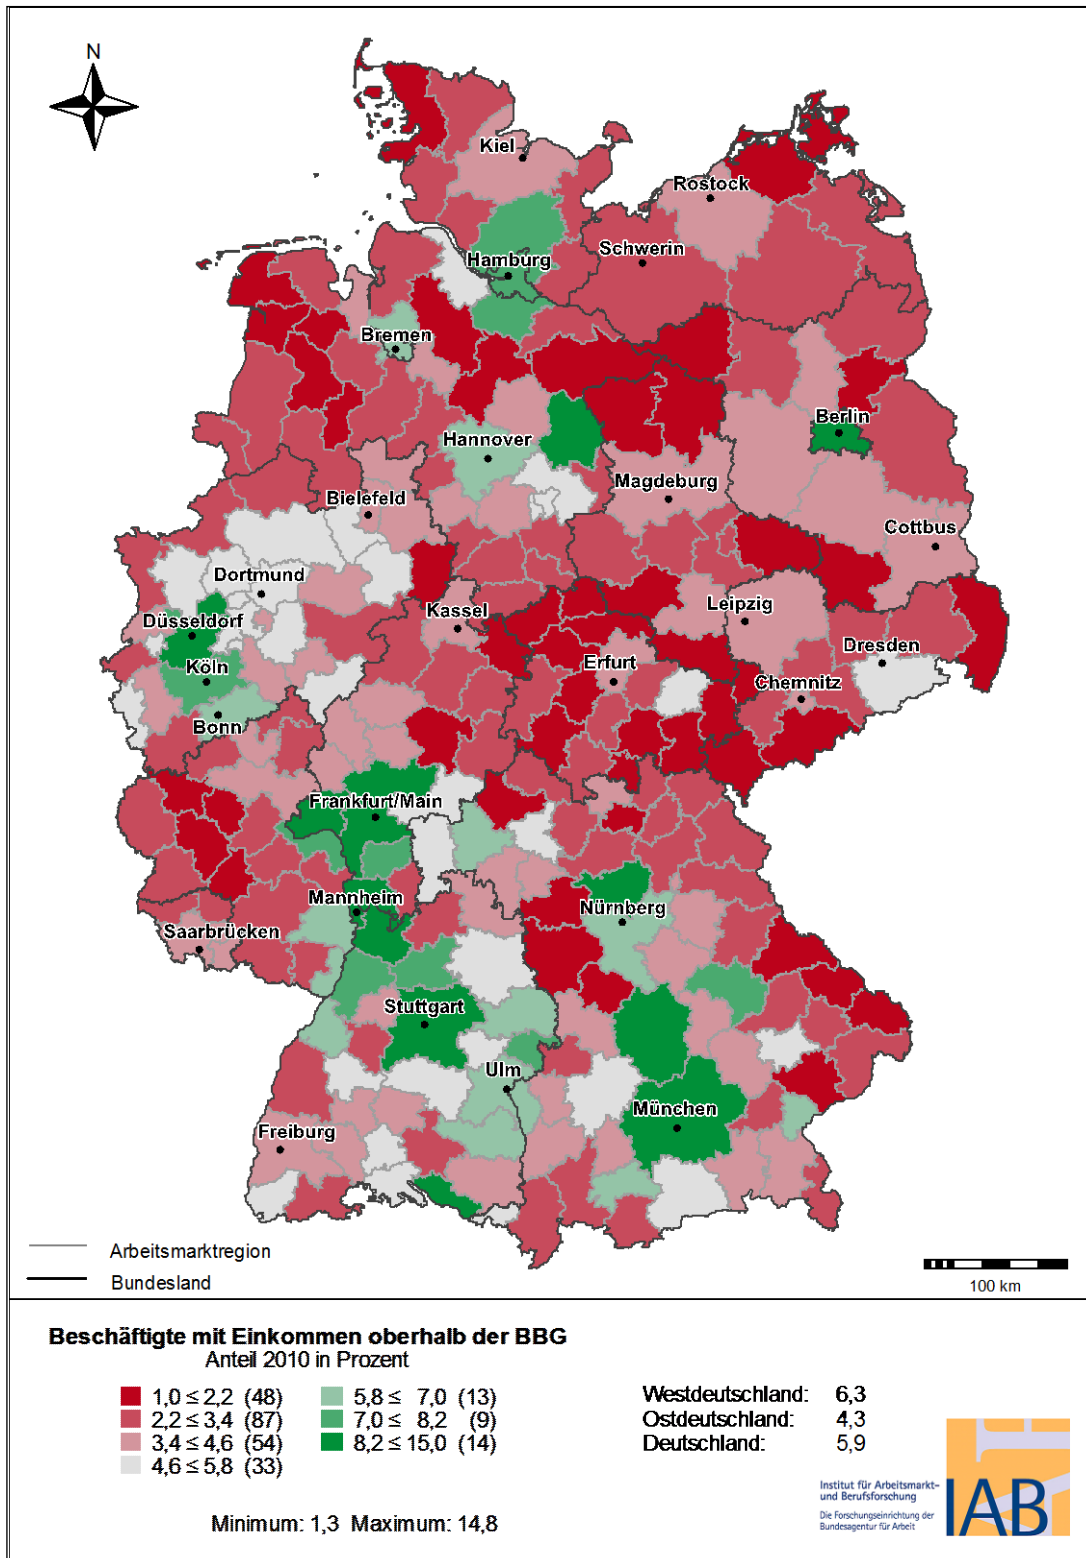 N
Kiel
Rostock
Schwerin
Hamburg
Bremen
Berlin
Hannover
Magdeburg
Bielefeld
Cottbus
Dortmund
Leipzig
Kassel
Düsseldorf
Dresden
Erfurt
Köln
Chemnitz
Bonn
Frankfurt/Main
Mannheim
Nürnberg
Saarbrücken
Stuttgart
Ulm
München
Freiburg
Arbeitsmarktregion
Bundesland
100 km
Beschäftigte mit Einkommen oberhalb der BBG
Anteil 2010 in Prozent
1,0 ≤ 2,2 (48)
2,2 ≤ 3,4 (87)
3,4 ≤ 4,6 (54)
4,6 ≤ 5,8 (33)
5,8 ≤ 7,0 (13)
7,0 ≤ 8,2 (9)
8,2 ≤ 15,0 (14)
Minimum: 1,3 Maximum: 14,8
Westdeutschland: 6,3
Ostdeutschland: 4,3
Deutschland: 5,9
Institut für Arbeitsmarkt-
und Berufsforschung
Die Forschungseinrichtung der
Bundesagentur für Arbeit
IAB